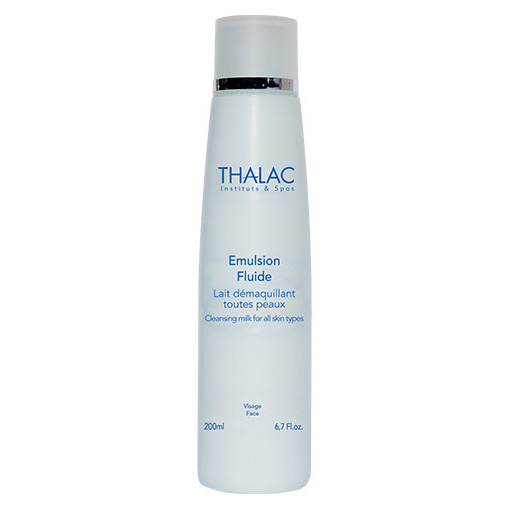 THALAC
Instituts & Spas
Emulsion
Fluide
Lait démaquillant
toutes peaux
Cleansing milk for all skin types
Visage
Face
200ml 6,7 Fl.oz.